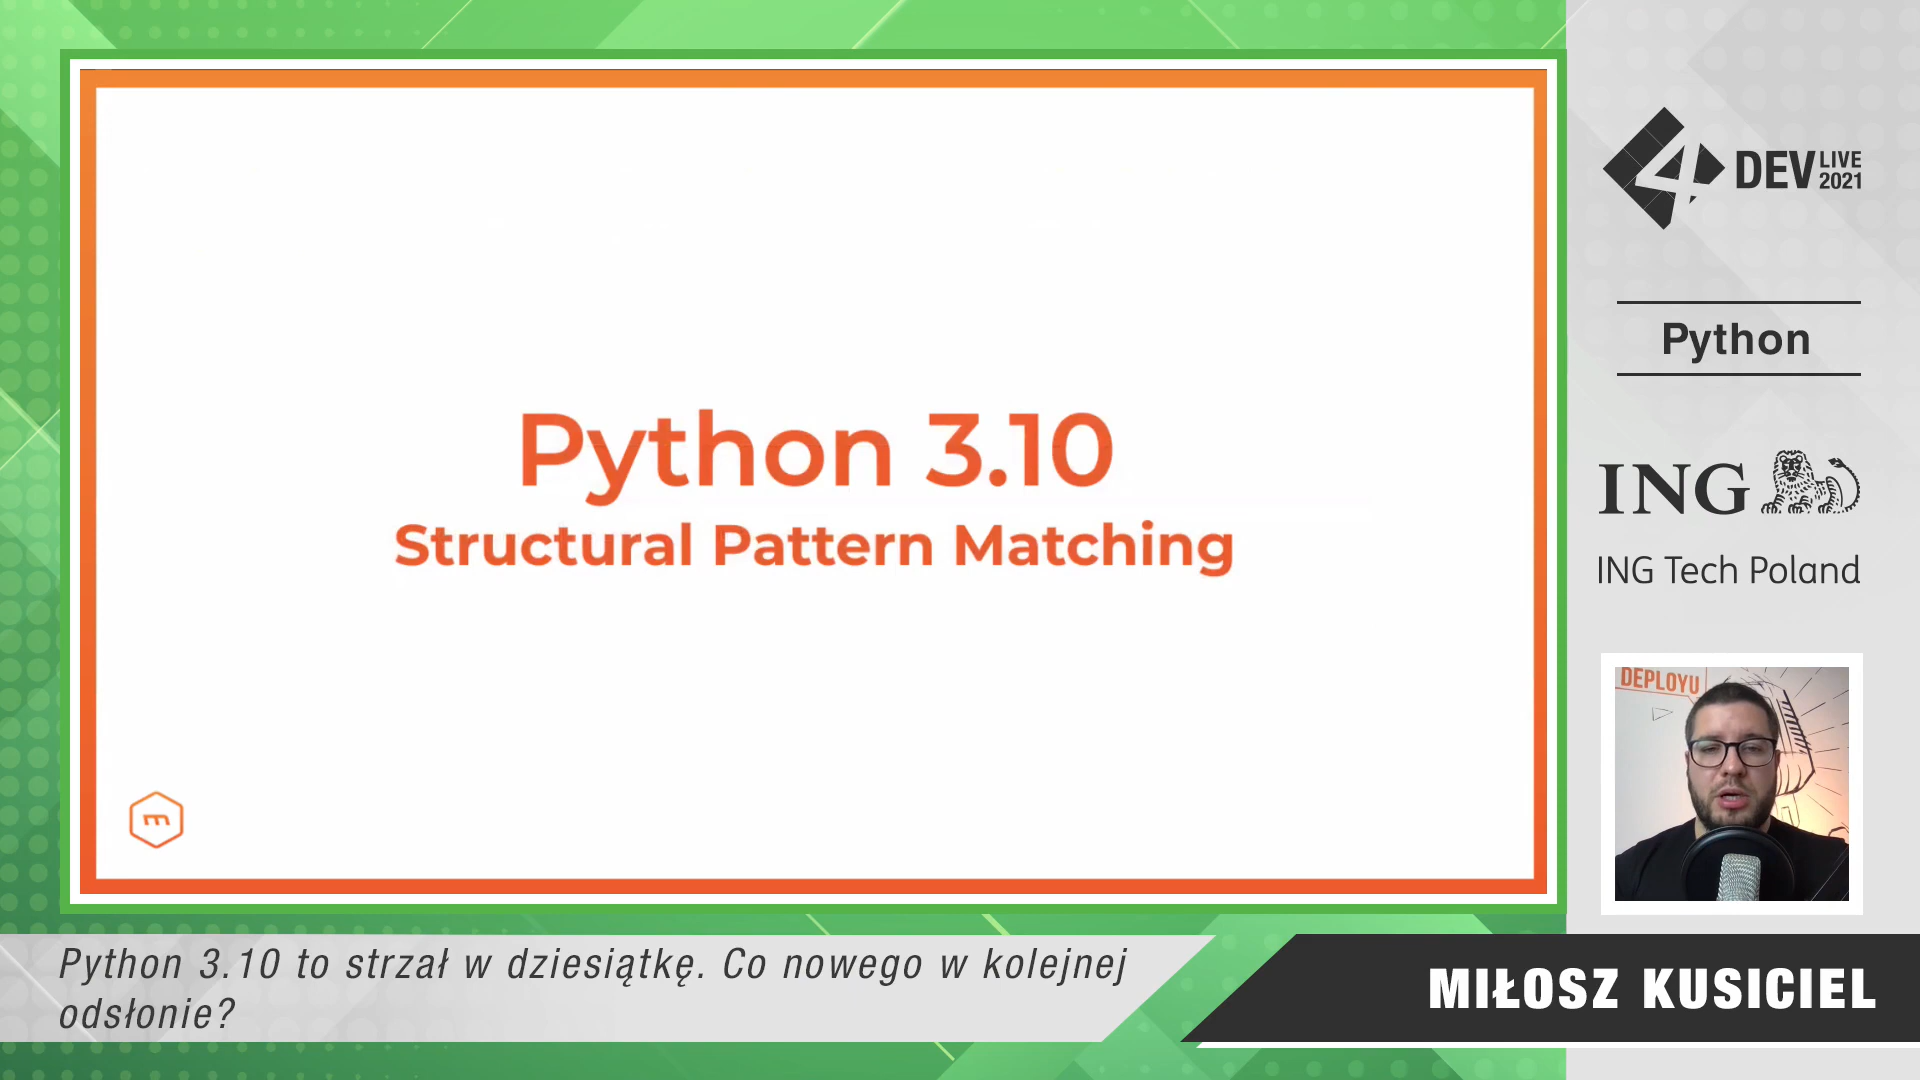 Python 3.10
Structural Pattern Matching
4DEV LIVE 2021
Python
ING
ING Tech Poland
DEPLOYU
Python 3.10 to strzał w dziesiątkę. Co nowego w kolejnej
odsłonie?
MIŁOSZ KUSICIEL